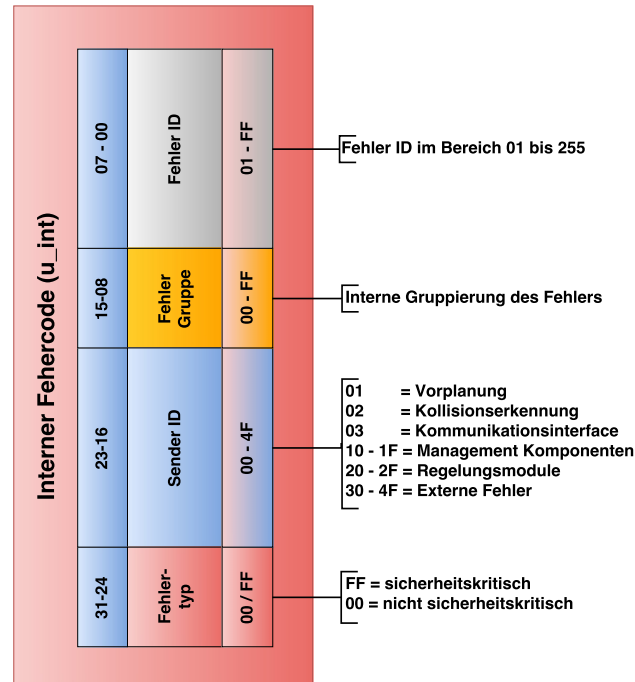 Interner Fehercode (u_int)
07 - 00
Fehler ID
01 - FF
Fehler ID im Bereich 01 bis 255
15-08
Fehler
Gruppe
00 - FF
Interne Gruppierung des Fehlers
23-16
Sender ID
00 - 4F
01 = Vorplanung
02 = Kollisionserkennung
03 = Kommunikationsinterface
10 - 1F = Management Komponenten
20 - 2F = Regelungsmodule
30 - 4F = Externe Fehler
31-24
Fehler-
typ
00 / FF
FF = sicherheitskritisch
00 = nicht sicherheitskritisch